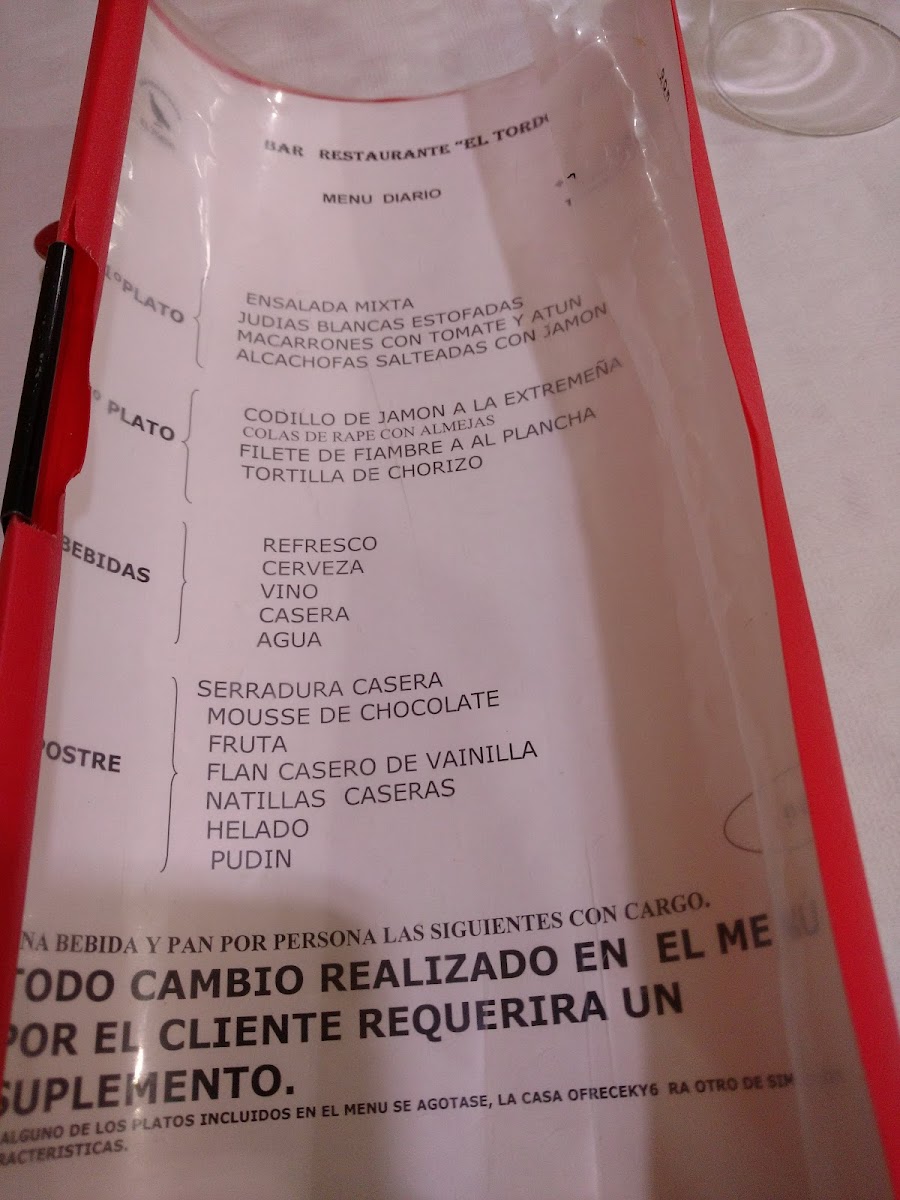 BAR RESTAURANTE "EL TORDO
MENU DIARIO
1º PLATO
ENSALADA MIXTA
JUDIAS BLANCAS ESTOFADAS
MACARRONES CON TOMATE Y ATUN
ALCACHOFAS SALTEADAS CON JAMON
º PLATO
CODILLO DE JAMON A LA EXTREMEÑA
COLAS DE RAPE CON ALMEJAS
FILETE DE FIAMBRE A AL PLANCHA
TORTILLA DE CHORIZO
BEBIDAS
REFRESCO
CERVEZA
VINO
CASERA
AGUA
POSTRE
SERRADURA CASERA
MOUSSE DE CHOCOLATE
FRUTA
FLAN CASERO DE VAINILLA
NATILLAS CASERAS
HELADO
PUDIN
NA BEBIDA Y PAN POR PERSONA LAS SIGUIENTES CON CARGO.
TODO CAMBIO REALIZADO EN EL MENÚ
POR EL CLIENTE REQUERIRA UN
SUPLEMENTO.
ALGUNO DE LOS PLATOS INCLUIDOS EN EL MENU SE AGOTASE, LA CASA OFRECEKY6 RA OTRO DE SIM
RACTERISTICAS.